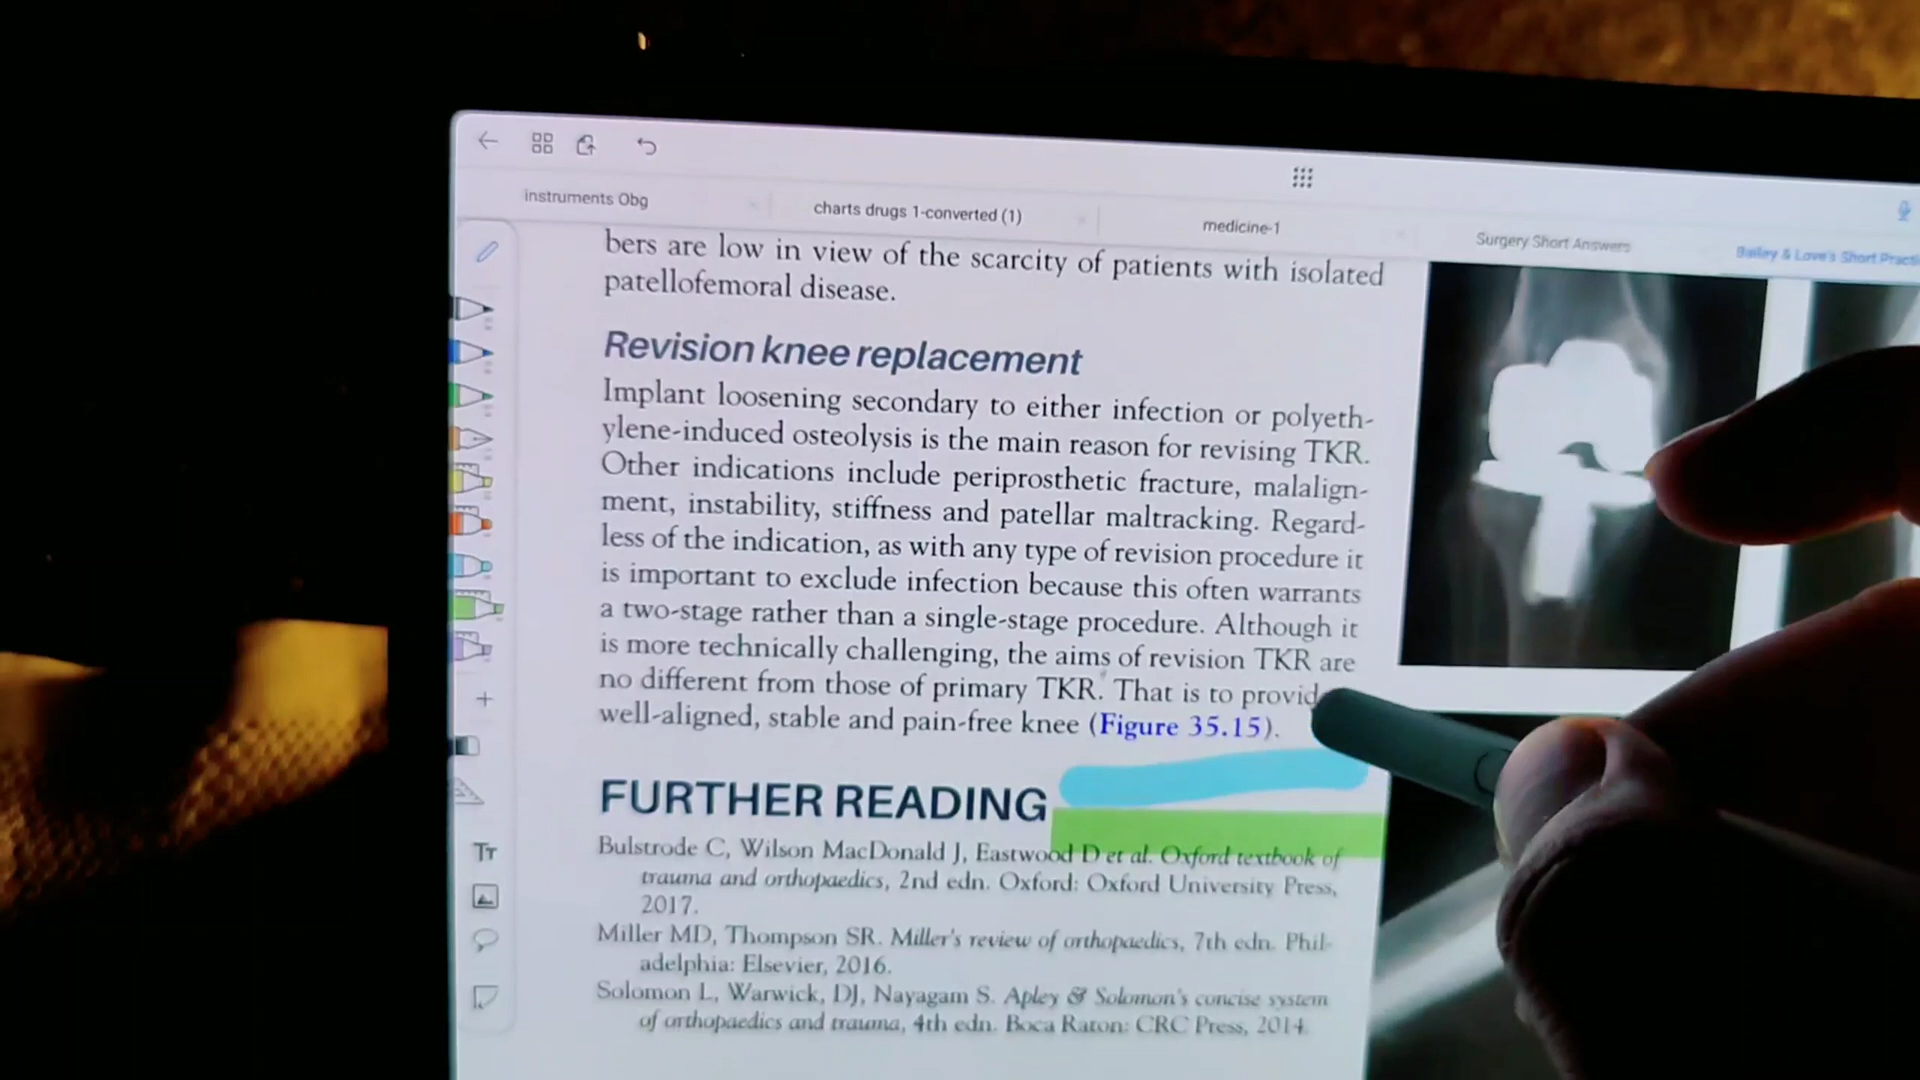 instruments Obg
charts drugs 1-converted (1)
medicine-1
Surgery Short Answers
Bailey & Love's Short
bers are low in view of the scarcity of patients with isolated
patellofemoral disease.
Revision knee replacement
Implant loosening secondary to either infection or polyeth-
ylene-induced osteolysis is the main reason for revising TKR.
Other indications include periprosthetic fracture, malalign-
ment, instability, stiffness and patellar maltracking. Regard-
less of the indication, as with any type of revision procedure it
is important to exclude infection because this often warrants
a two-stage rather than a single-stage procedure. Although it
is more technically challenging, the aims of revision TKR are
no different from those of primary TKR. That is to provid
well-aligned, stable and pain-free knee (Figure 35.15).
FURTHER READING
Bulstrode C, Wilson MacDonald J, Eastwood D et al. Oxford textbook of
trauma and orthopaedics, 2nd edn. Oxford: Oxford University Press,
2017.
Miller MD, Thompson SR. Miller's review of orthopaedics, 7th edn. Phil-
adelphia: Elsevier, 2016.
Solomon L, Warwick, DJ, Nayagam S. Apley & Solomon's concise system
of orthopaedics and trauma, 4th edn. Boca Raton: CRC Press, 2014.
Tт